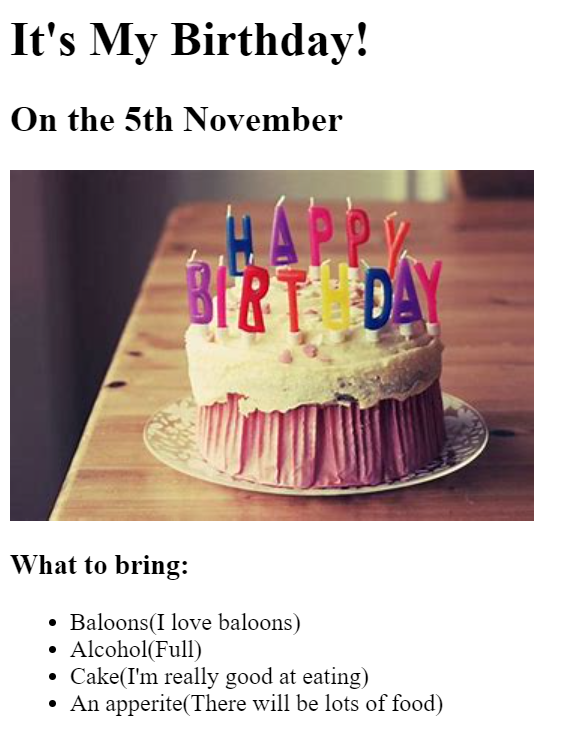 It's My Birthday!
On the 5th November
HAPPY
BIRTHDAY
What to bring:
Baloons(I love baloons)
Alcohol(Full)
Cake(I'm really good at eating)
An apperite(There will be lots of food)